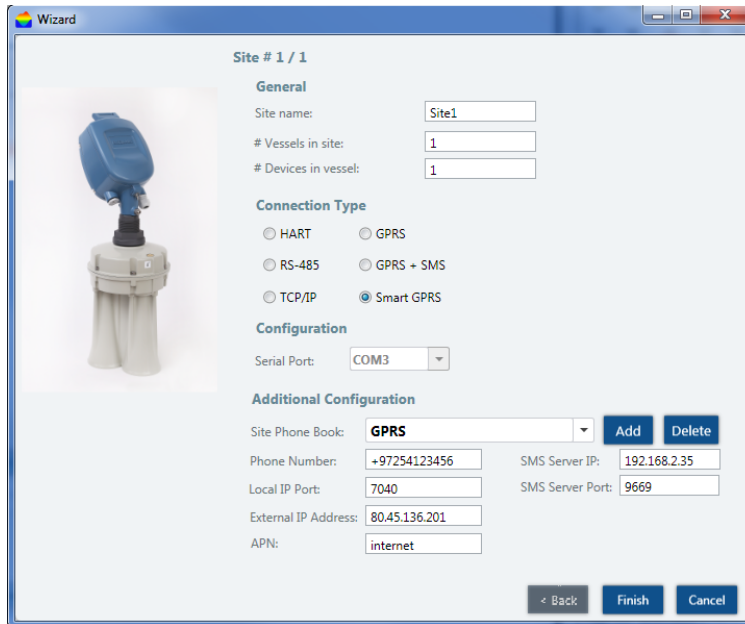 Wizard
Site # 1 / 1
General
Site name: Site1
# Vessels in site: 1
# Devices in vessel: 1
Connection Type
HART GPRS
RS-485 GPRS + SMS
TCP/IP Smart GPRS
Configuration
Serial Port: COM3
Additional Configuration
Site Phone Book: GPRS Add Delete
Phone Number: +97254123456 SMS Server IP: 192.168.2.35
Local IP Port: 7040 SMS Server Port: 9669
External IP Address: 80.45.136.201
APN: internet
< Back Finish Cancel